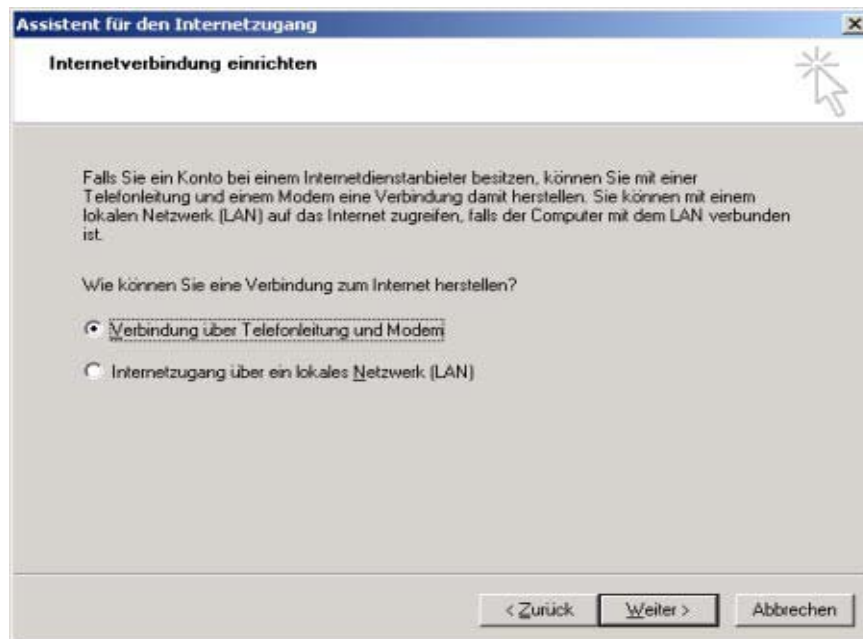 Assistent für den Internetzugang
Internetverbindung einrichten
Falls Sie ein Konto bei einem Internetdienstanbieter besitzen, können Sie mit einer
Telefonleitung und einem Modem eine Verbindung damit herstellen. Sie können mit einem
lokalen Netzwerk (LAN) auf das Internet zugreifen, falls der Computer mit dem LAN verbunden
ist.
Wie können Sie eine Verbindung zum Internet herstellen?
Verbindung über Telefonleitung und Modem
Internetzugang über ein lokales Netzwerk (LAN)
< Zurück Weiter > Abbrechen